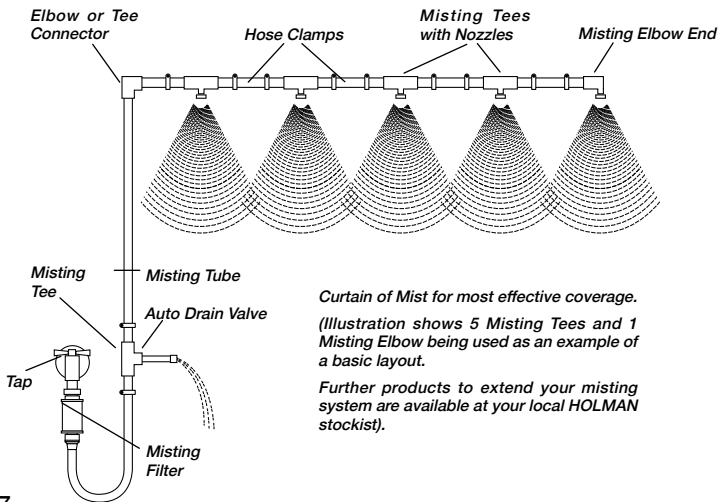 Elbow or Tee
Connector
Hose Clamps
Misting Tees
with Nozzles
Misting Elbow End
Misting
Tee
Misting Tube
Auto Drain Valve
Tap
Misting
Filter
Curtain of Mist for most effective coverage.
(Illustration shows 5 Misting Tees and 1
Misting Elbow being used as an example of
a basic layout.
Further products to extend your misting
system are available at your local HOLMAN
stockist).